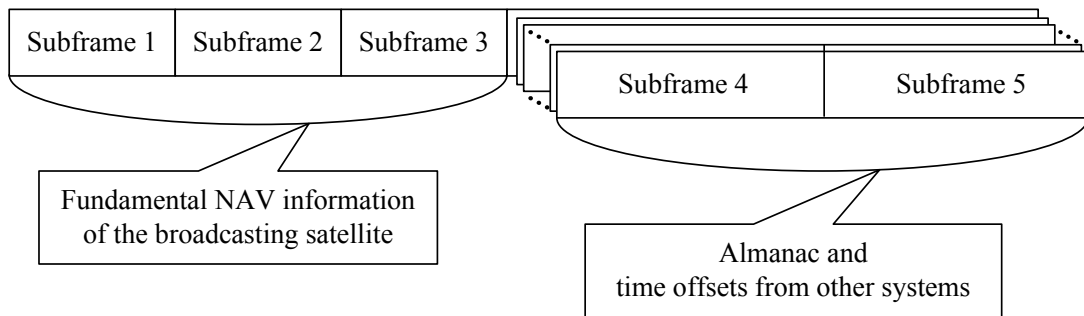 Subframe 1
Subframe 2
Subframe 3
Subframe 4
Subframe 5
Fundamental NAV information
of the broadcasting satellite
Almanac and
time offsets from other systems